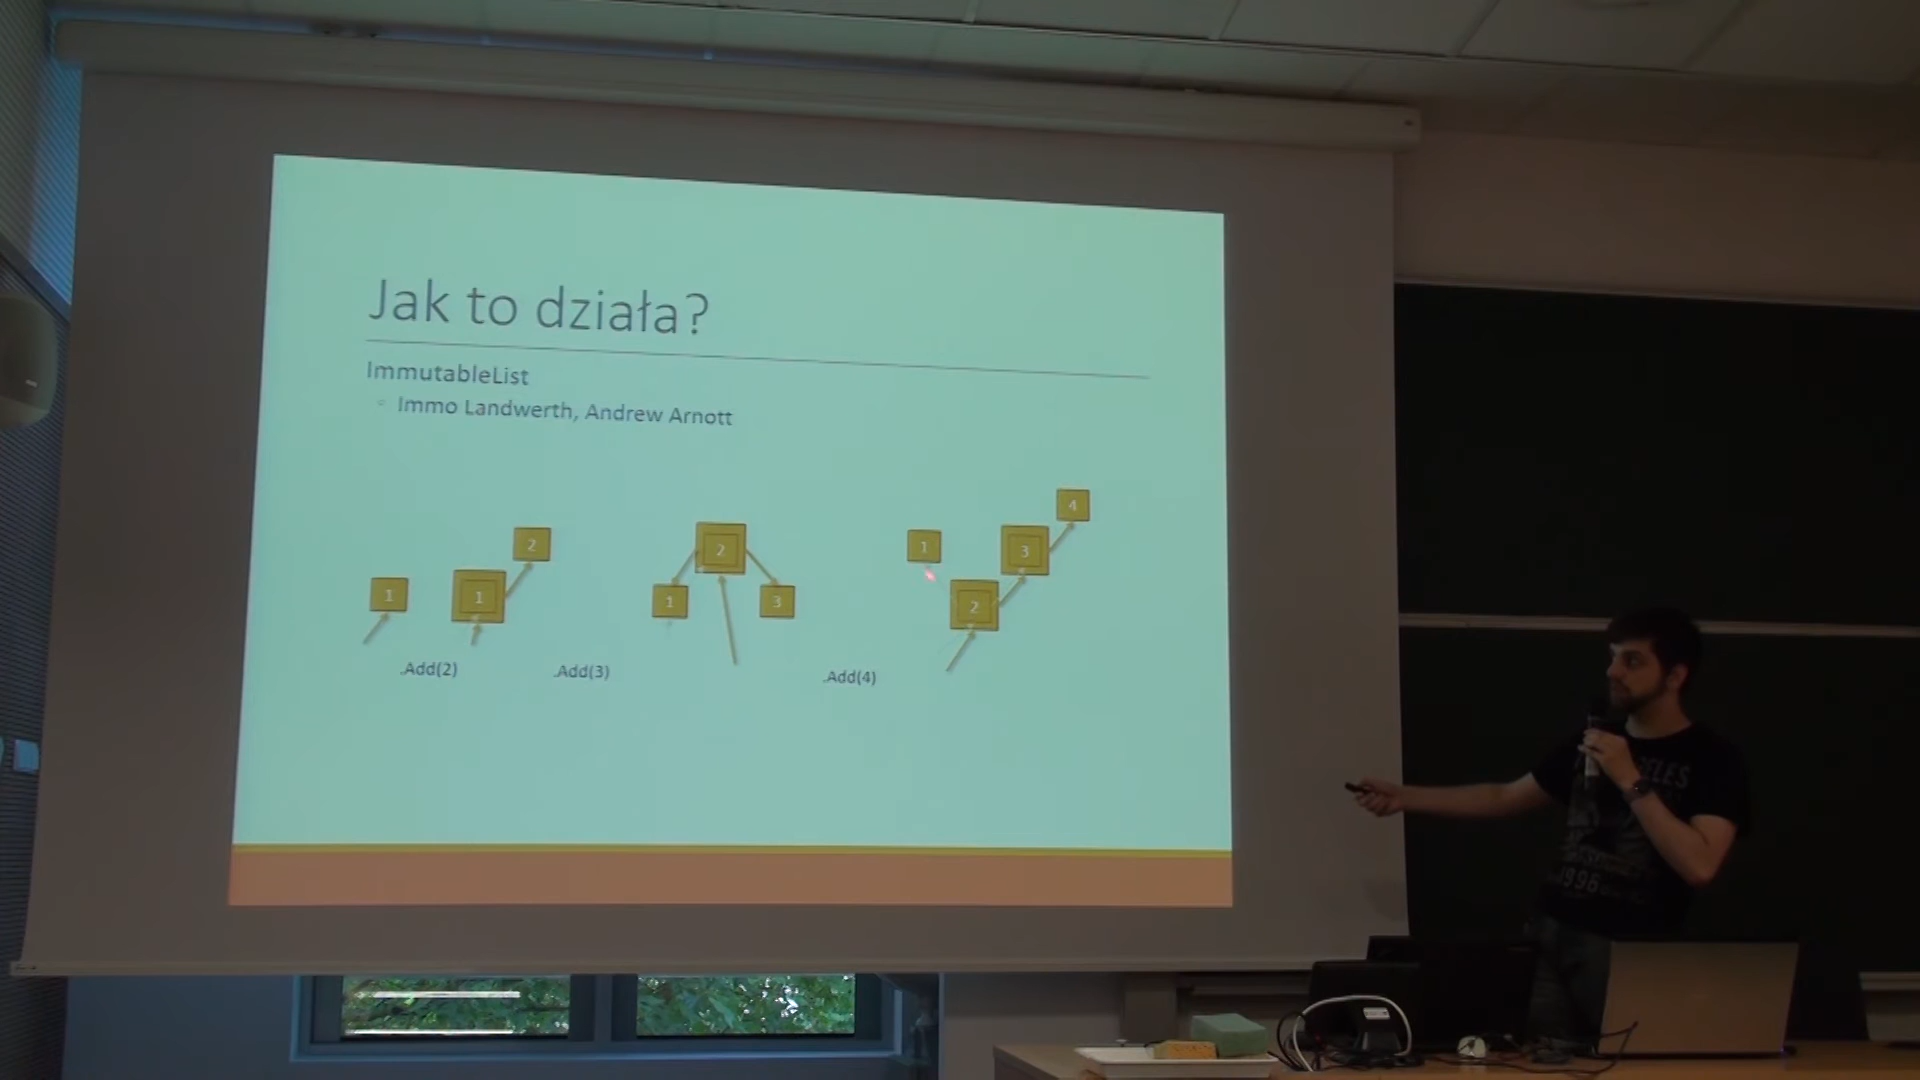 Jak to działa?
ImmutableList
Immo Landwerth, Andrew Arnott
1
1
2
2
1
3
1
2
3
4
.Add(2)
.Add(3)
.Add(4)
1996